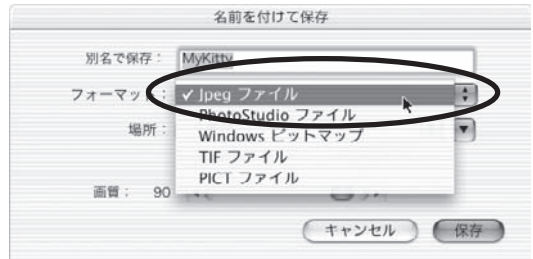 名前を付けて保存
別名で保存： MyKitty
フォーマット： ✓ Jpeg ファイル
PhotoStudio ファイル
場所：
Windows ビットマップ
TIF ファイル
PICT ファイル
画質： 90
キャンセル 保存